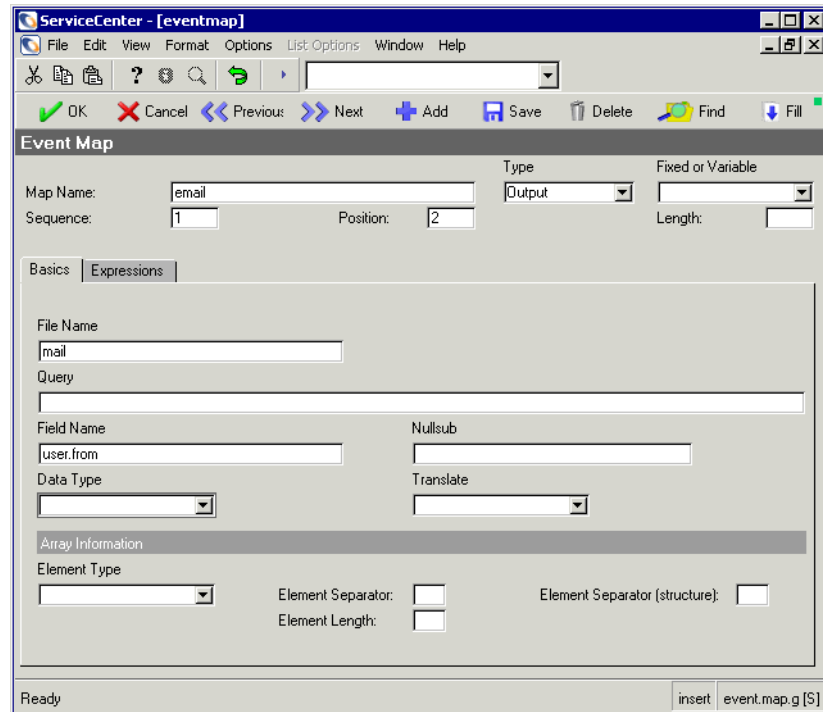 ServiceCenter - [eventmap]
File Edit View Format Options List Options Window Help
OK Cancel Previou: Next Add Save Delete Find Fill
Event Map
Type Fixed or Variable
Map Name: email Output
Sequence: 1 Position: 2 Length:
Basics Expressions
File Name
mail
Query
Field Name Nullsub
user.from
Data Type Translate
Array Information
Element Type
Element Separator: Element Separator (structure):
Element Length:
Ready insert event.map.g [S]